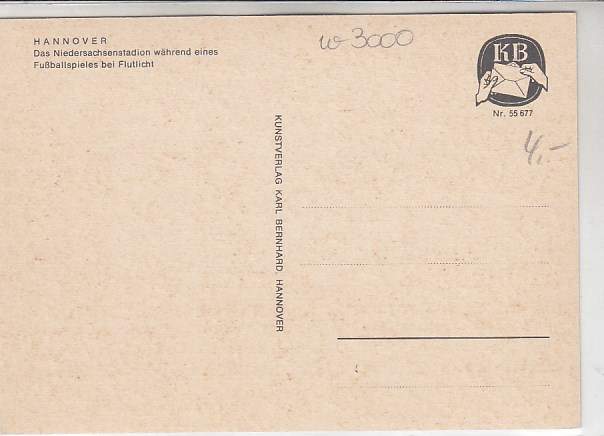 HANNOVER
Das Niedersachsenstadion während eines
Fußballspieles bei Flutlicht
w 3000
KB
Nr. 55 677
4,-
KUNSTVERLAG KARL BERNHARD, HANNOVER